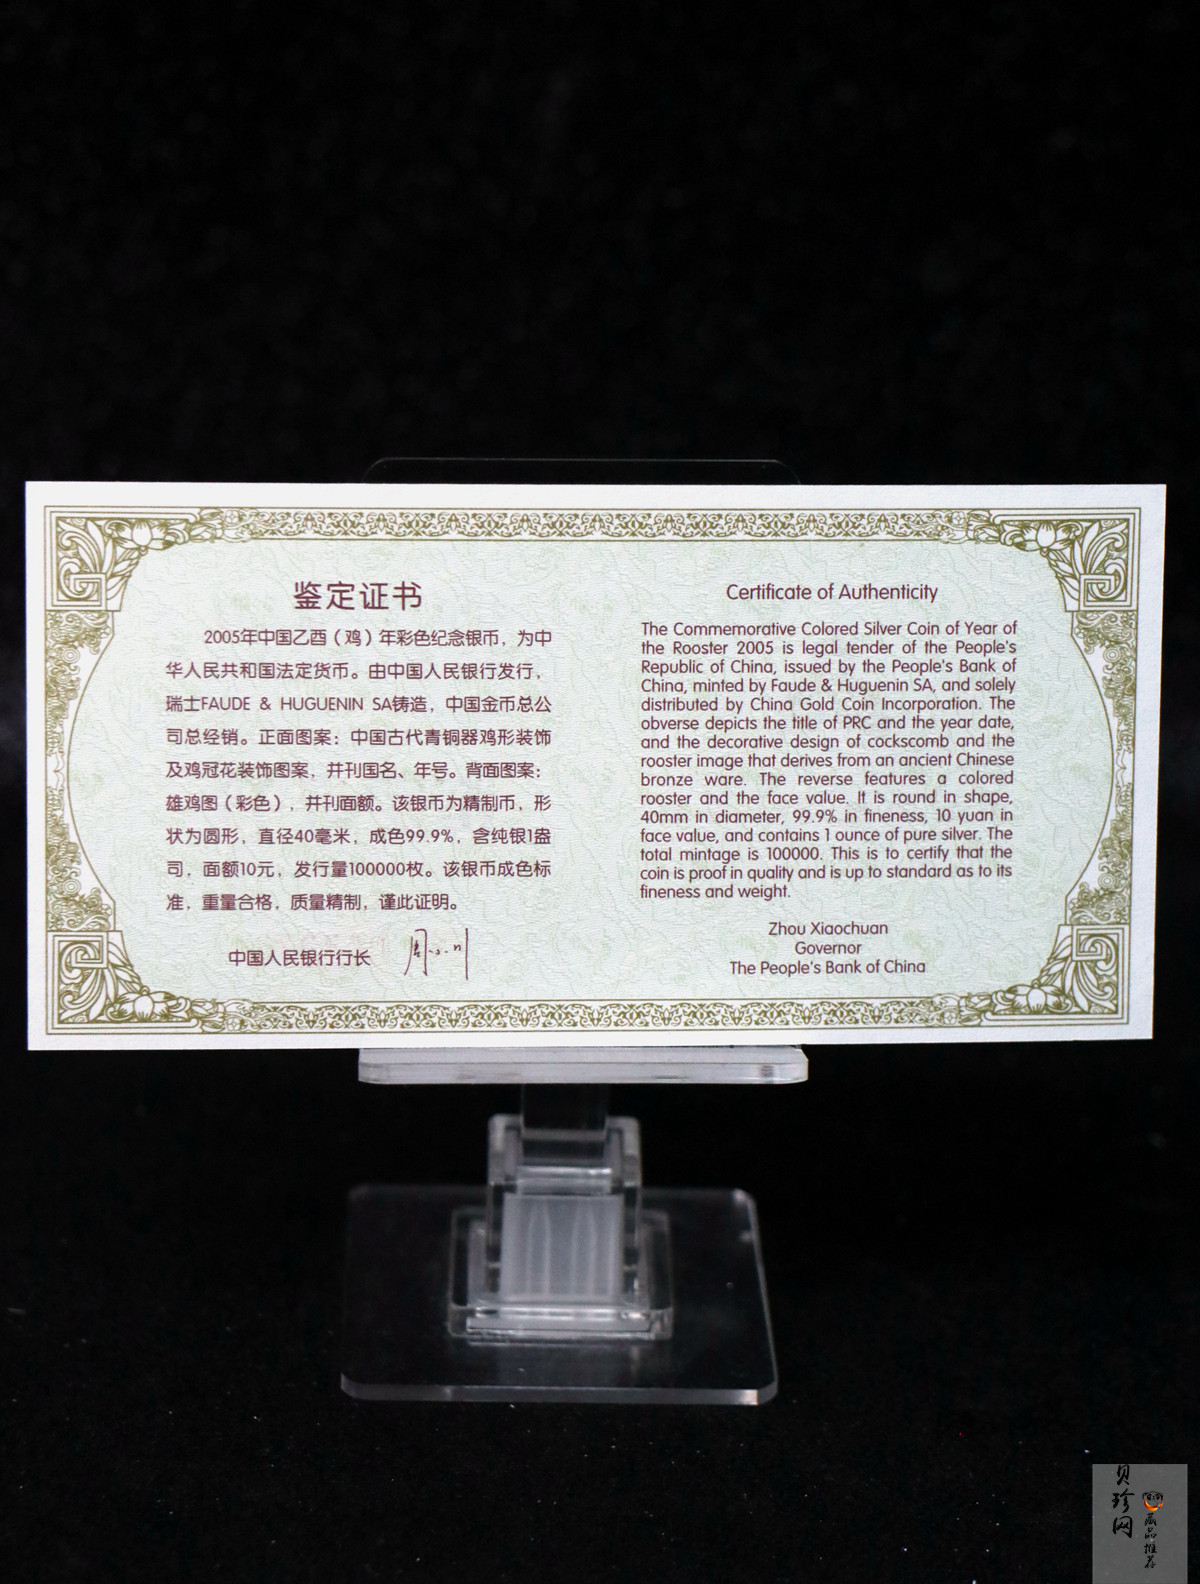 鉴定证书
2005年中国乙酉（鸡）年彩色纪念银币，为中
华人民共和国法定货币。由中国人民银行发行，
瑞士FAUDE & HUGUENIN SA铸造，中国金币总公
司总经销。正面图案：中国古代青铜器鸡形装饰
及鸡冠花装饰图案，并刊国名、年号。背面图案：
雄鸡图（彩色），并刊面额。该银币为精制币，形
状为圆形，直径40毫米，成色99.9%，含纯银1盎
司，面额10元，发行量100000枚。该银币成色标
准，重量合格，质量精制，谨此证明。
中国人民银行行长
Certificate of Authenticity
The Commemorative Colored Silver Coin of Year of
the Rooster 2005 is legal tender of the People's
Republic of China, issued by the People's Bank of
China, minted by Faude & Huguenin SA, and solely
distributed by China Gold Coin Incorporation. The
obverse depicts the title of PRC and the year date,
and the decorative design of cockscomb and the
rooster image that derives from an ancient Chinese
bronze ware. The reverse features a colored
rooster and the face value. It is round in shape,
40mm in diameter, 99.9% in fineness, 10 yuan in
face value, and contains 1 ounce of pure silver. The
total mintage is 100000. This is to certify that the
coin is proof in quality and is up to standard as to its
fineness and weight.
Zhou Xiaochuan
Governor
The People's Bank of China
贝珍网
藏品推荐